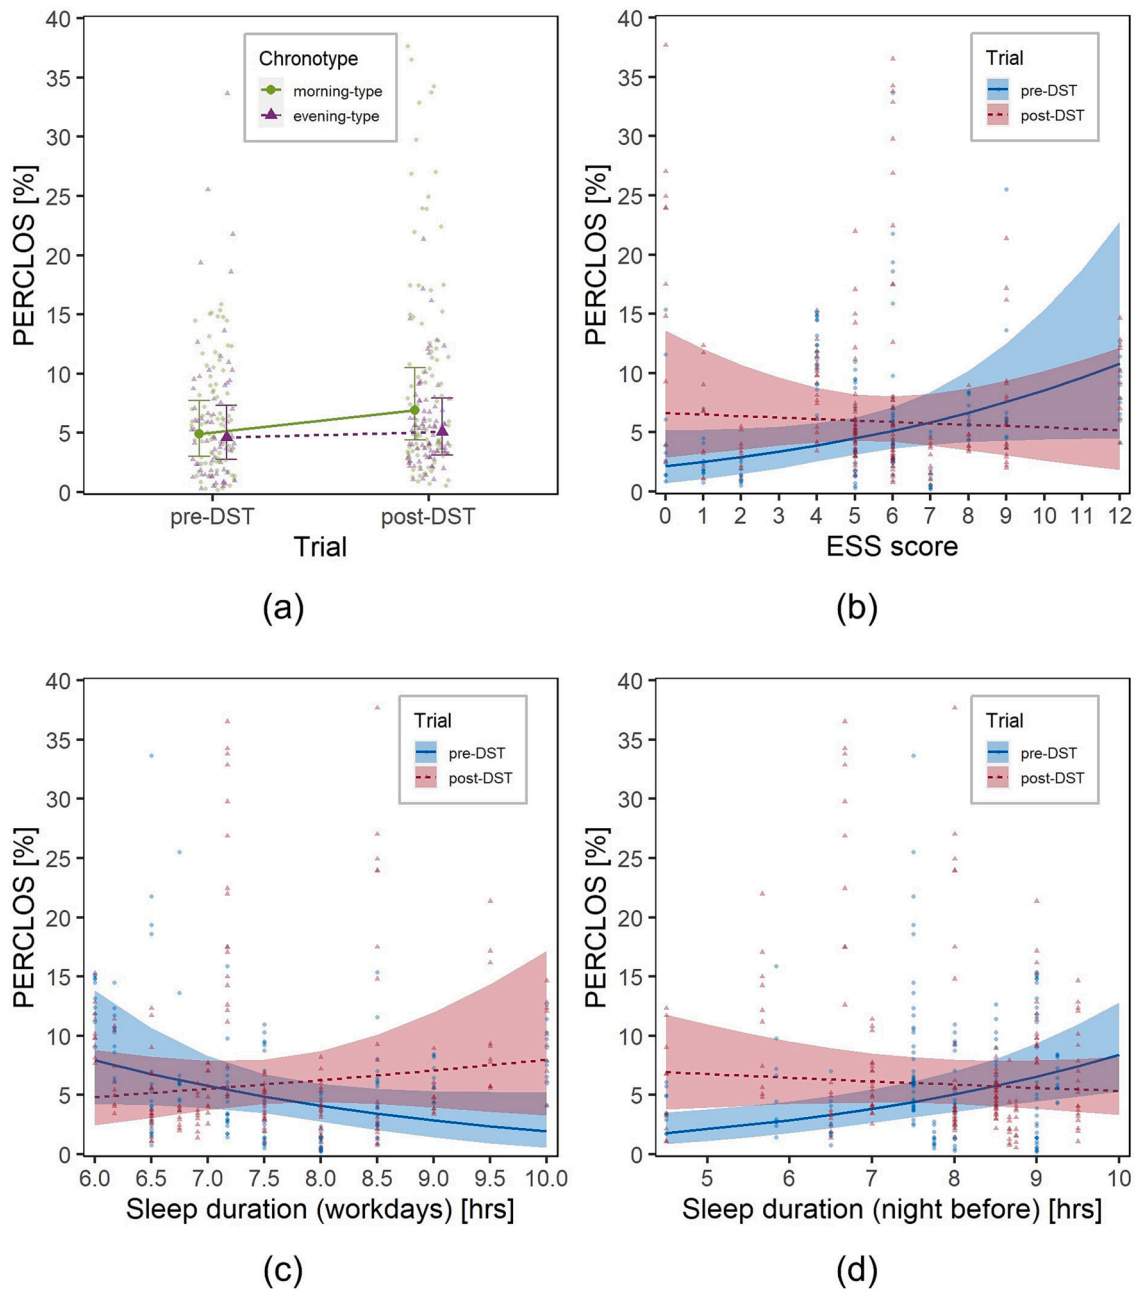 40
35
30
25
20
15
10
5
0
PERCLOS [%]
Chronotype
morning-type
evening-type
pre-DST
post-DST
Trial
(a)
40
35
30
25
20
15
10
5
0
PERCLOS [%]
Trial
pre-DST
post-DST
0 1 2 3 4 5 6 7 8 9 10 11 12
ESS score
(b)
40
35
30
25
20
15
10
5
0
PERCLOS [%]
Trial
pre-DST
post-DST
6.0 6.5 7.0 7.5 8.0 8.5 9.0 9.5 10.0
Sleep duration (workdays) [hrs]
(c)
40
35
30
25
20
15
10
5
0
PERCLOS [%]
Trial
pre-DST
post-DST
5 6 7 8 9 10
Sleep duration (night before) [hrs]
(d)